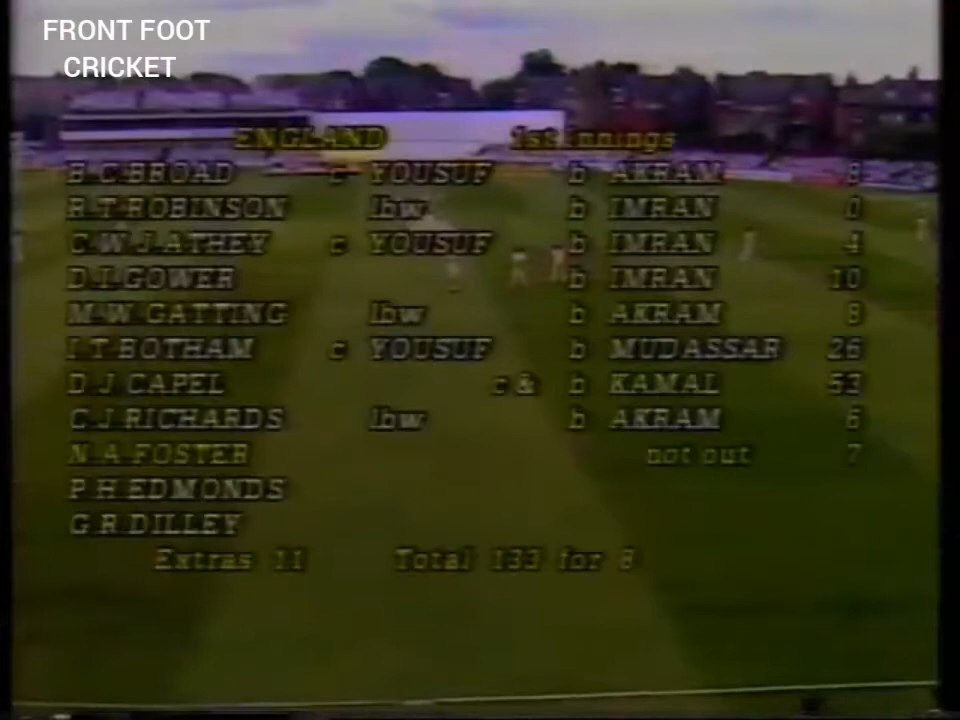 FRONT FOOT
CRICKET
ENGLAND 1st innings
B.C.BROAD c YOUSUF b AKRAM 8
R.T.ROBINSON lbw b IMRAN 0
C.W.J.ATHEY c YOUSUF b IMRAN 4
D.I.GOWER b IMRAN 10
M.W.GATTING lbw b AKRAM 8
I.T.BOTHAM c YOUSUF b MUDASSAR 26
D.J.CAPEL c & b KAMAL 53
C.J.RICHARDS lbw b AKRAM 6
N.A.FOSTER not out 7
P.H.EDMONDS
G.R.DILLEY
Extras 11 Total 133 for 8